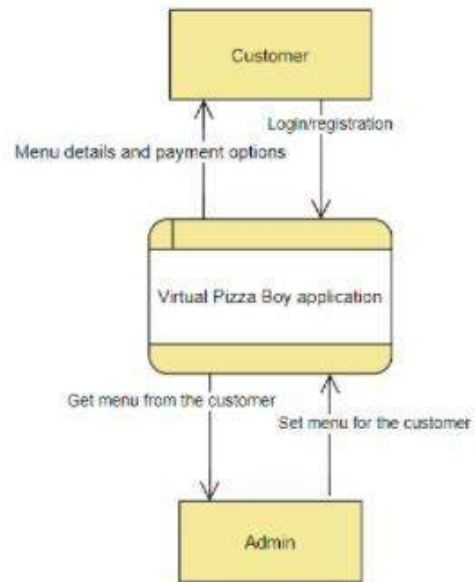 Customer
Login/registration
Menu details and payment options
Virtual Pizza Boy application
Get menu from the customer
Set menu for the customer
Admin